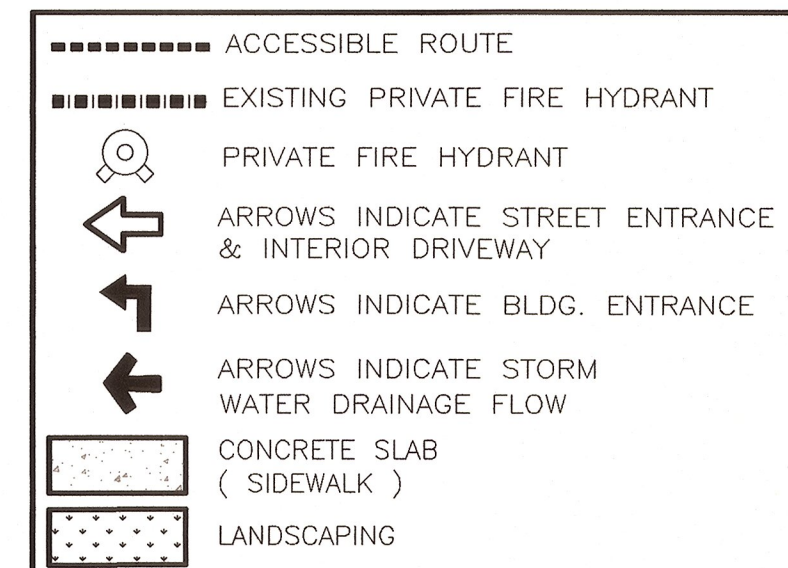 ACCESSIBLE ROUTE
EXISTING PRIVATE FIRE HYDRANT
PRIVATE FIRE HYDRANT
ARROWS INDICATE STREET ENTRANCE
& INTERIOR DRIVEWAY
ARROWS INDICATE BLDG. ENTRANCE
ARROWS INDICATE STORM
WATER DRAINAGE FLOW
CONCRETE SLAB
( SIDEWALK )
LANDSCAPING